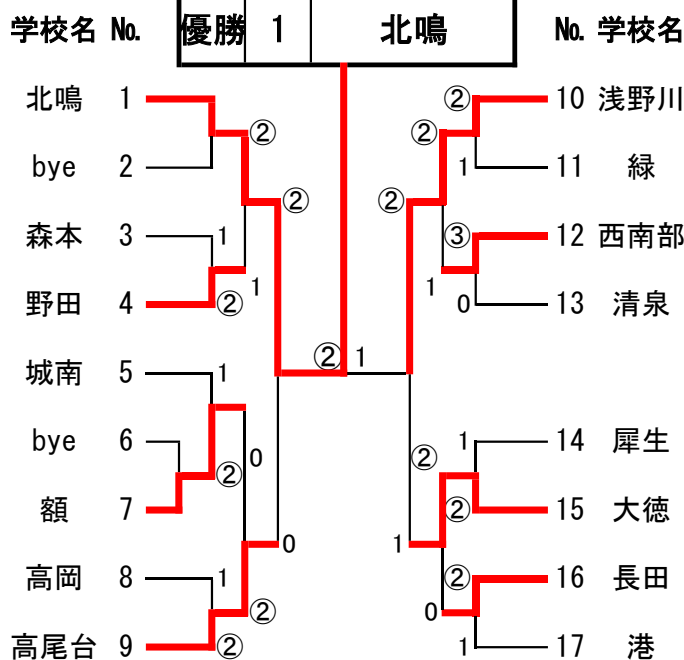 学校名 No. 優勝 1 北鳴 No. 学校名
北鳴 1 ② 10 浅野川
② ②
bye 2 1 11 緑
② ②
森本 3 1 ③ 12 西南部
1 1
野田 4 ② 0 13 清泉
② 1
城南 5 1
bye 6 1 14 犀生
0 ②
②
額 7 ② 15 大徳
0 1
高岡 8 1 ② 16 長田
② 0
高尾台 9 ② 1 17 港